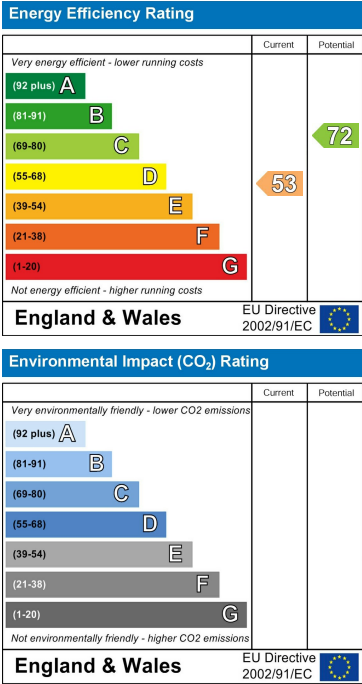 Energy Efficiency Rating
Current Potential
Very energy efficient - lower running costs
(92 plus) A
(81-91) B
(69-80) C
72
(55-68) D
53
(39-54) E
(21-38) F
(1-20) G
Not energy efficient - higher running costs
England & Wales
EU Directive
2002/91/EC
Environmental Impact (CO₂) Rating
Current Potential
Very environmentally friendly - lower CO2 emissions
(92 plus) A
(81-91) B
(69-80) C
(55-68) D
(39-54) E
(21-38) F
(1-20) G
Not environmentally friendly - higher CO2 emissions
England & Wales
EU Directive
2002/91/EC